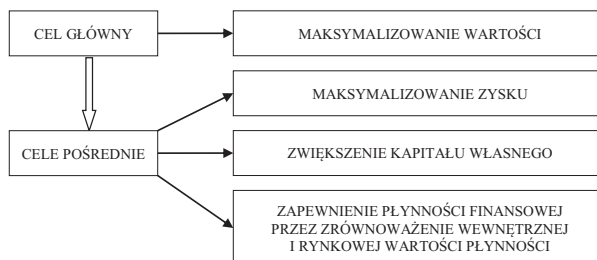 CEL GŁÓWNY
MAKSYMALIZOWANIE WARTOŚCI
MAKSYMALIZOWANIE ZYSKU
CELE POŚREDNIE
ZWIĘKSZENIE KAPITAŁU WŁASNEGO
ZAPEWNIENIE PŁYNNOŚCI FINANSOWEJ
PRZEZ ZRÓWNOWAŻENIE WEWNĘTRZNEJ
I RYNKOWEJ WARTOŚCI PŁYNNOŚCI